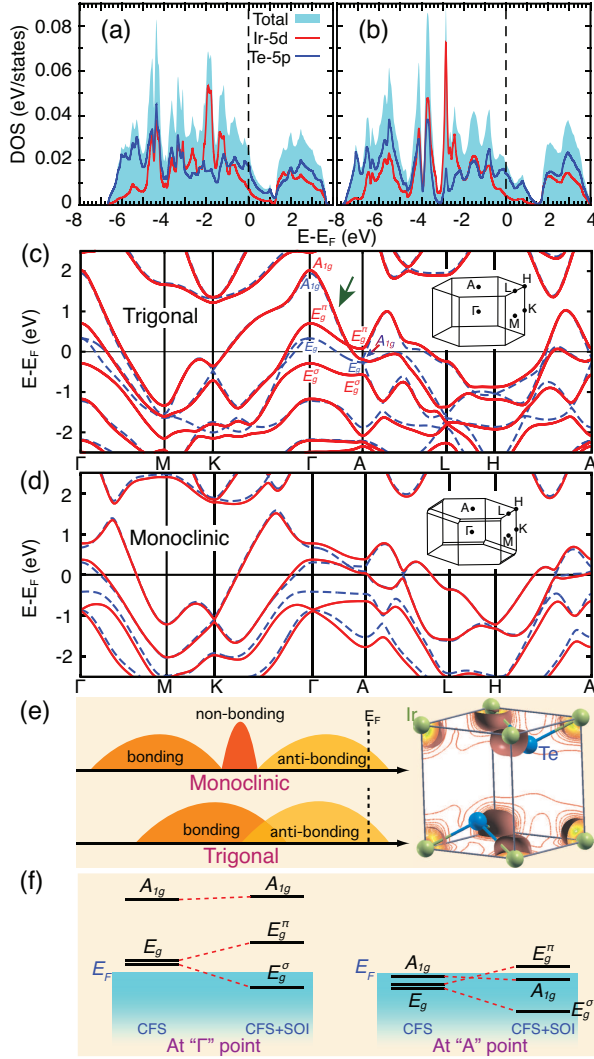 (a)
(b)
Total
Ir-5d
Te-5p
DOS (eV/states)
0.08
0.06
0.04
0.02
0
-8 -6 -4 -2 0 2 4
-6 -4 -2 0 2 4
E-E_F (eV)
(c)
Trigonal
E-E_F (eV)
2
1
0
-1
-2
A_1g
A_1g
E_g^π
E_g
E_g^σ
E_g^π
A_1g
E_g
E_g^σ
A
H
L
K
Γ
M
Γ M K Γ A L H A
(d)
Monoclinic
E-E_F (eV)
2
1
0
-1
-2
A
H
L
K
Γ
M
Γ M K Γ A L H A
(e)
non-bonding
E_F
bonding
anti-bonding
Monoclinic
bonding
anti-bonding
Trigonal
Ir
Te
(f)
A_1g A_1g
E_g E_g^π
E_F E_g^σ
CFS CFS+SOI
At "Γ" point
E_g^π
E_F A_1g A_1g
E_g E_g^σ
CFS CFS+SOI
At "A" point